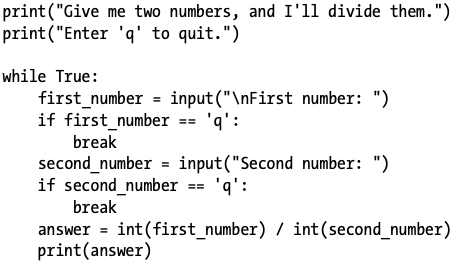 print("Give me two numbers, and I'll divide them.")
print("Enter 'q' to quit.")

while True:
    first_number = input("\nFirst number: ")
    if first_number == 'q':
        break
    second_number = input("Second number: ")
    if second_number == 'q':
        break
    answer = int(first_number) / int(second_number)
    print(answer)